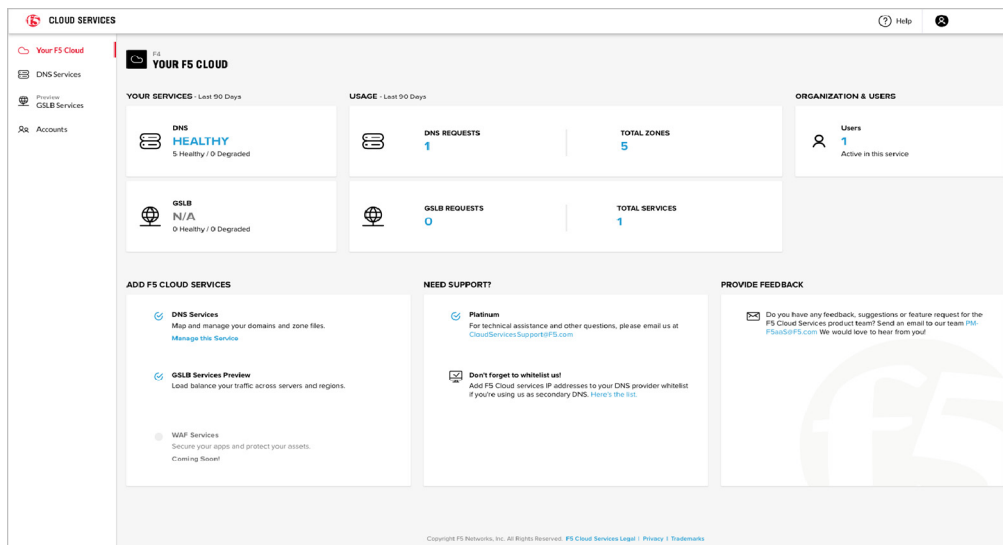 f5 CLOUD SERVICES
? Help
Your F5 Cloud
DNS Services
Preview
GSLB Services
Accounts
F4
YOUR F5 CLOUD
YOUR SERVICES - Last 90 Days
DNS
HEALTHY
5 Healthy / 0 Degraded
GSLB
N/A
0 Healthy / 0 Degraded
USAGE - Last 90 Days
DNS REQUESTS
1
TOTAL ZONES
5
GSLB REQUESTS
0
TOTAL SERVICES
1
ORGANIZATION & USERS
Users
1
Active in this service
ADD F5 CLOUD SERVICES
DNS Services
Map and manage your domains and zone files.
Manage this Service
GSLB Services Preview
Load balance your traffic across servers and regions.
WAF Services
Secure your apps and protect your assets.
Coming Soon!
NEED SUPPORT?
Platinum
For technical assistance and other questions, please email us at
CloudServicesSupport@F5.com
Don't forget to whitelist us!
Add F5 Cloud services IP addresses to your DNS provider whitelist
if you're using us as secondary DNS. Here's the list.
PROVIDE FEEDBACK
Do you have any feedback, suggestions or feature request for the
F5 Cloud Services product team? Send an email to our team PM-
F5aaS@F5.com We would love to hear from you!
f5
Copyright F5 Networks, Inc. All Rights Reserved. F5 Cloud Services Legal | Privacy | Trademarks